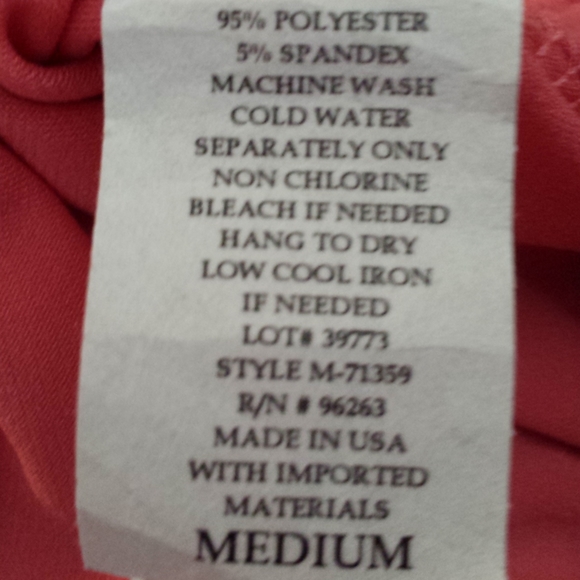 95% POLYESTER
5% SPANDEX
MACHINE WASH
COLD WATER
SEPARATELY ONLY
NON CHLORINE
BLEACH IF NEEDED
HANG TO DRY
LOW COOL IRON
IF NEEDED
LOT# 39773
STYLE M-71359
R/N # 96263
MADE IN USA
WITH IMPORTED
MATERIALS
MEDIUM